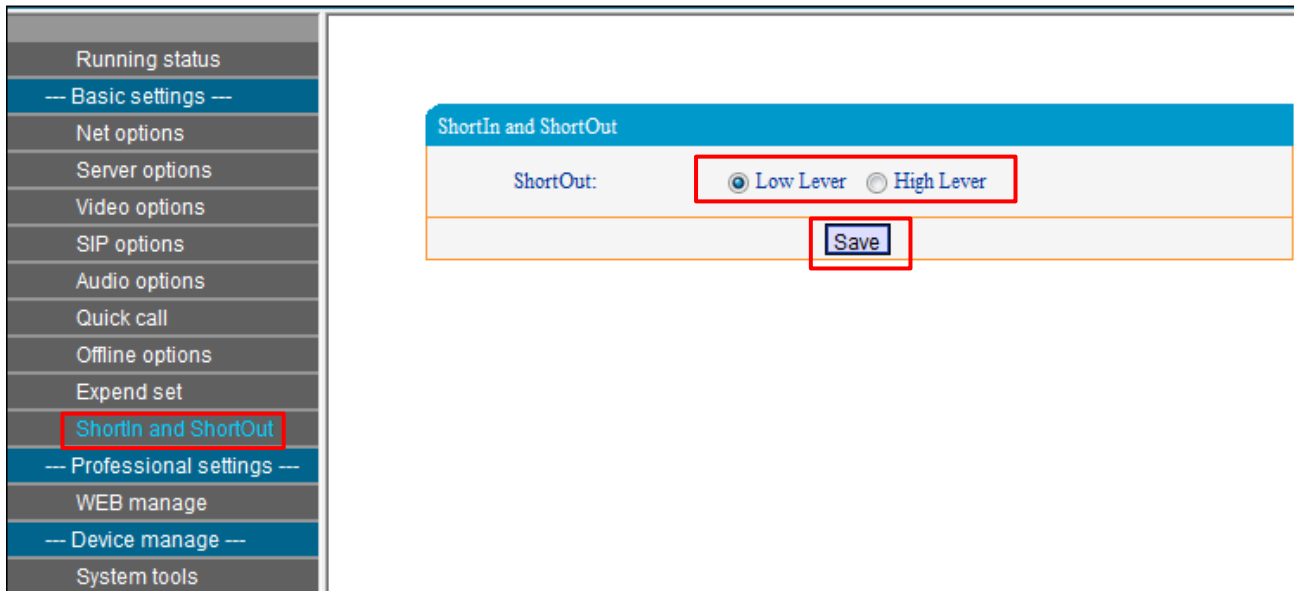 Running status
--- Basic settings ---
Net options
Server options
Video options
SIP options
Audio options
Quick call
Offline options
Expend set
ShortIn and ShortOut
--- Professional settings ---
WEB manage
--- Device manage ---
System tools
ShortIn and ShortOut
ShortOut: Low Lever High Lever
Save